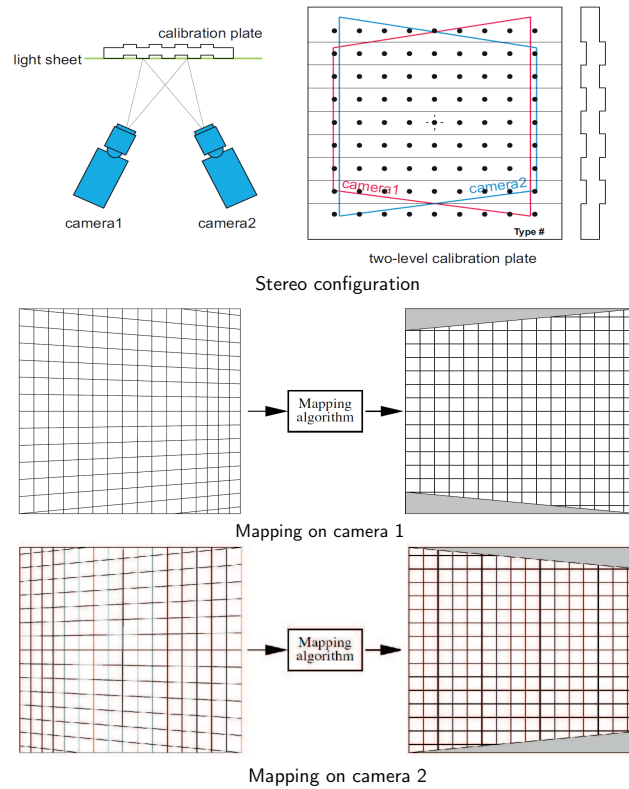 calibration plate
light sheet
camera1
camera2
camera1
camera2
Type #
two-level calibration plate
Stereo configuration
Mapping
algorithm
Mapping on camera 1
Mapping
algorithm
Mapping on camera 2